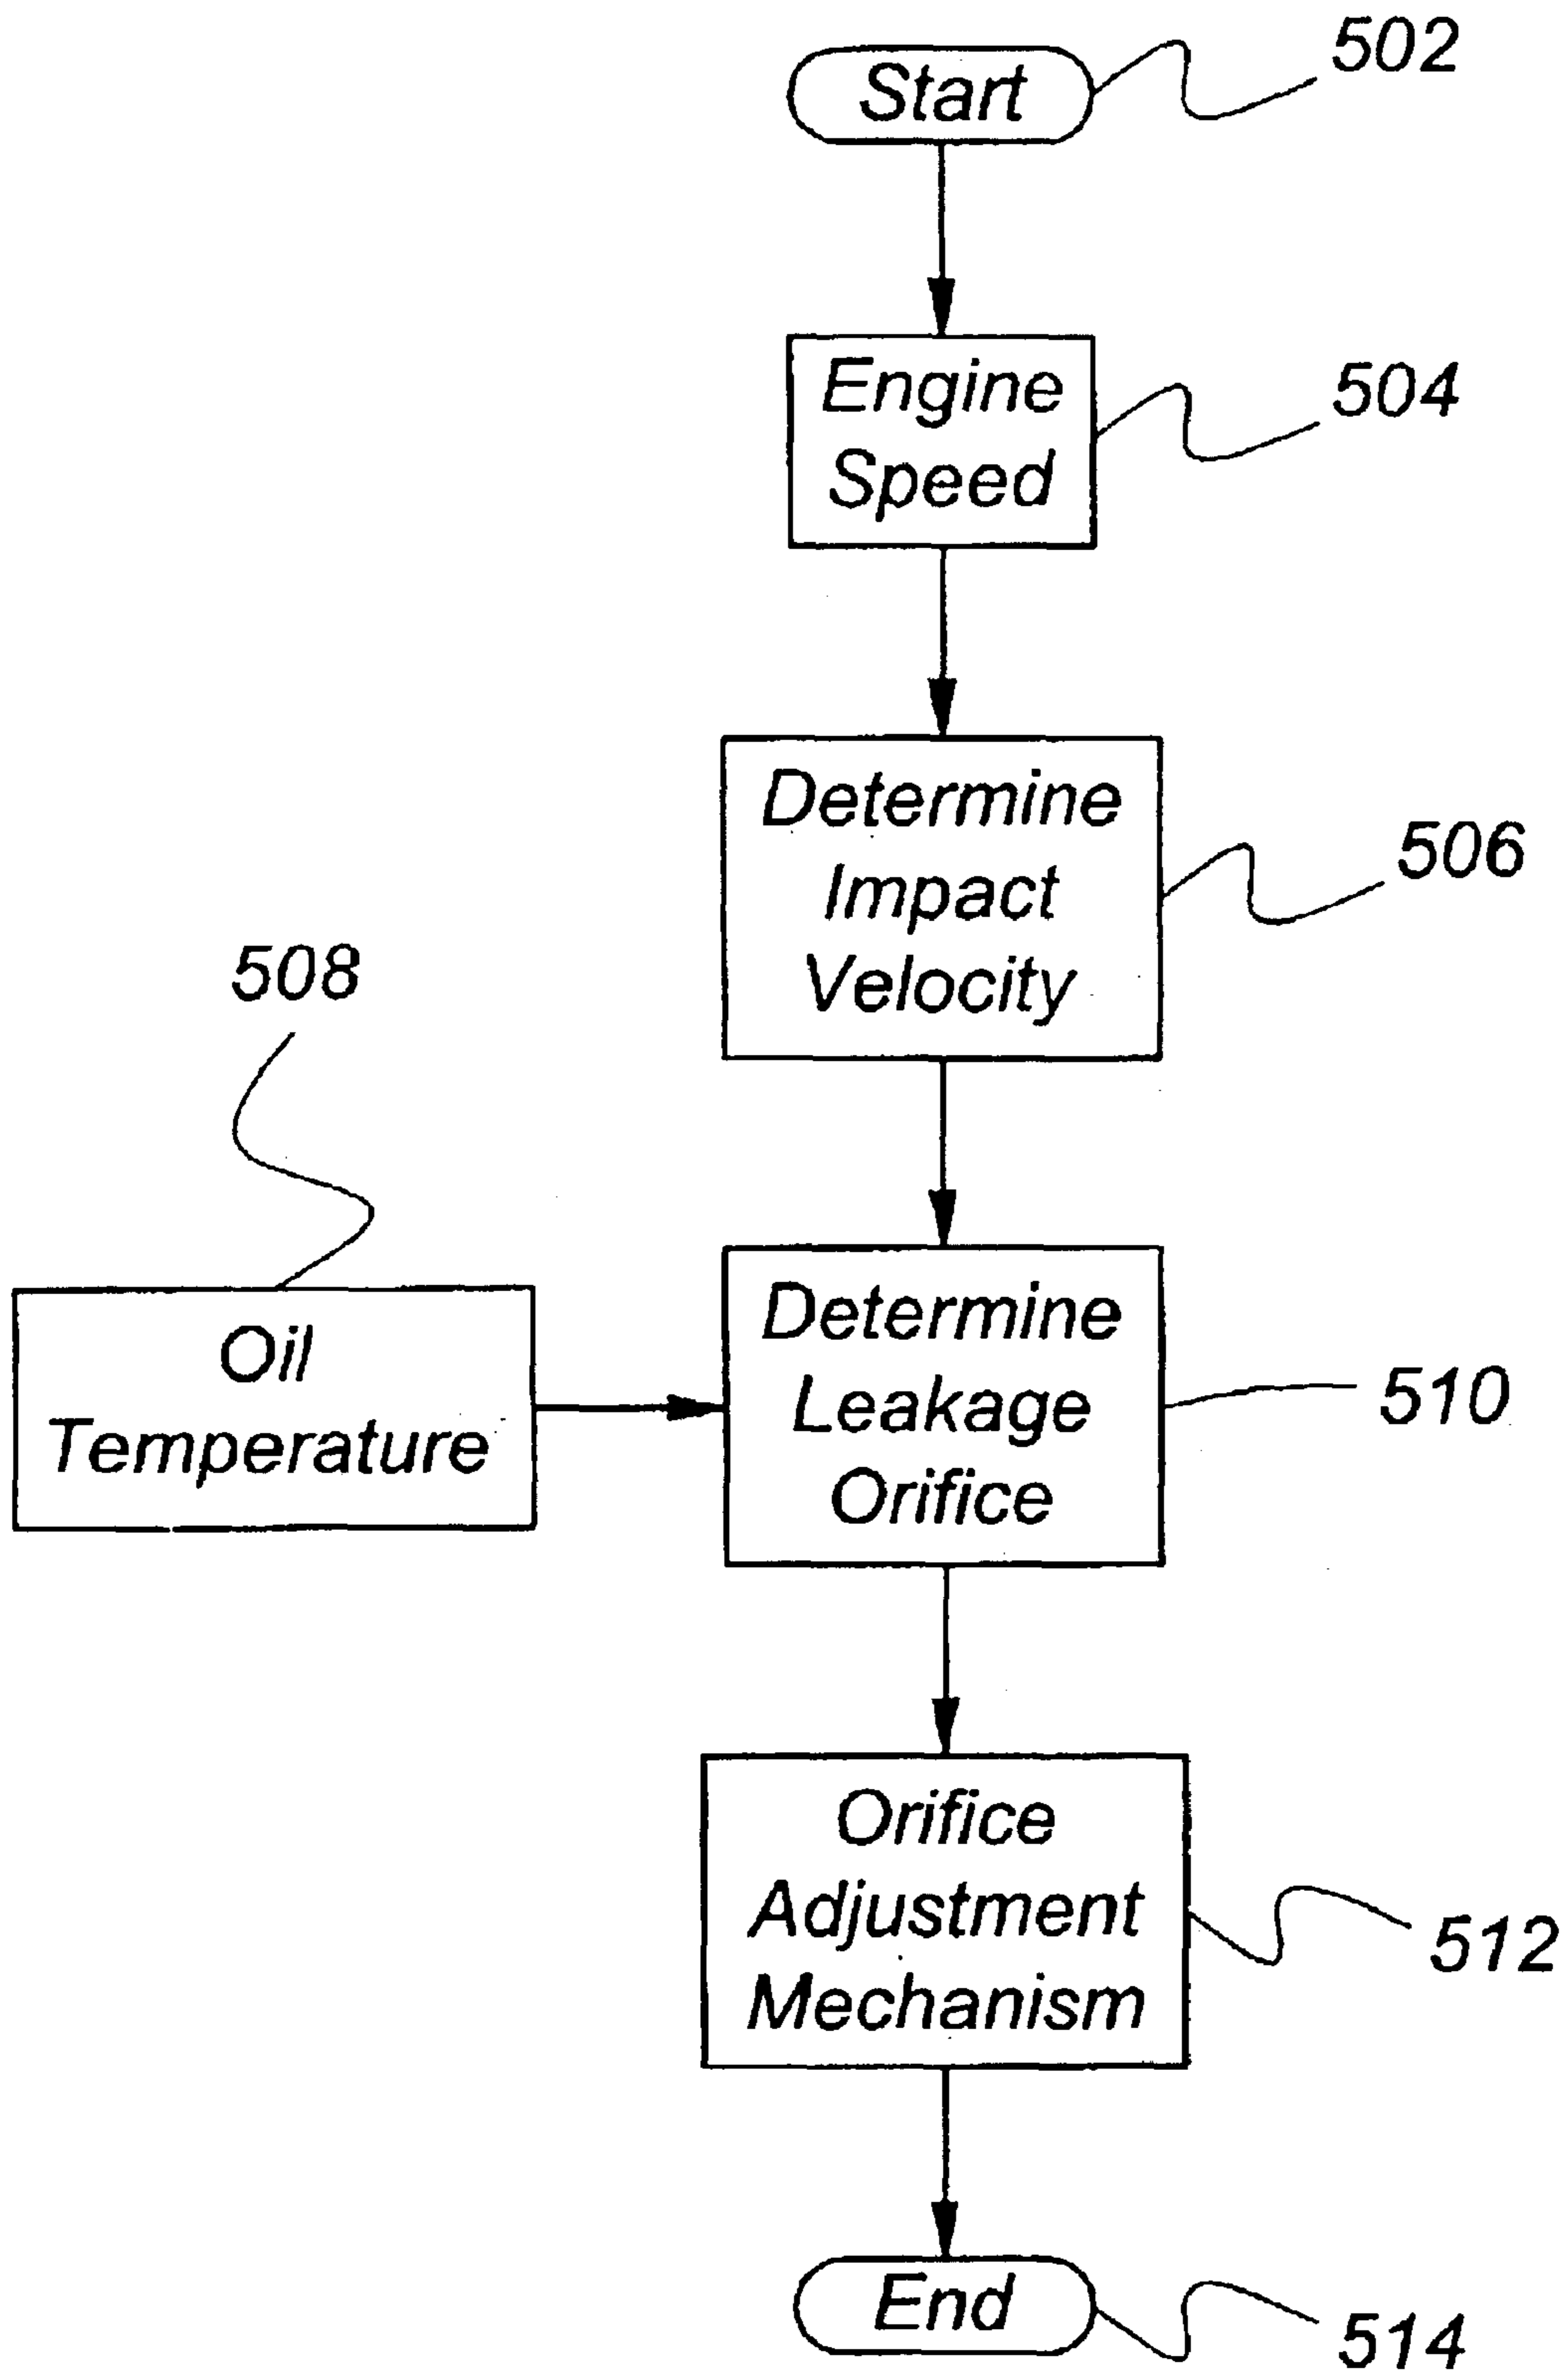 Start
502
Engine
Speed
504
Determine
Impact
Velocity
506
508
Oil
Temperature
Determine
Leakage
Orifice
510
Orifice
Adjustment
Mechanism
512
End
514